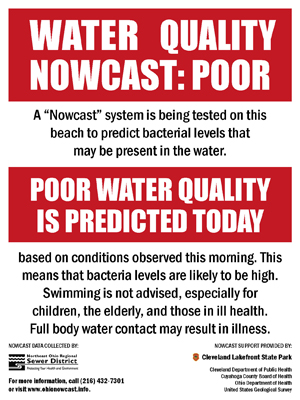 WATER QUALITY
NOWCAST: POOR
A “Nowcast” system is being tested on this
beach to predict bacterial levels that
may be present in the water.
POOR WATER QUALITY
IS PREDICTED TODAY
based on conditions observed this morning. This
means that bacteria levels are likely to be high.
Swimming is not advised, especially for
children, the elderly, and those in ill health.
Full body water contact may result in illness.
NOWCAST DATA COLLECTED BY:
Northeast Ohio Regional
Sewer District
Protecting Your Health and Environment
For more information, call (216) 432-7301
or visit www.ohionowcast.info.
NOWCAST SUPPORT PROVIDED BY:
Cleveland Lakefront State Park
Cleveland Department of Public Health
Cuyahoga County Board of Health
Ohio Department of Health
United States Geological Survey